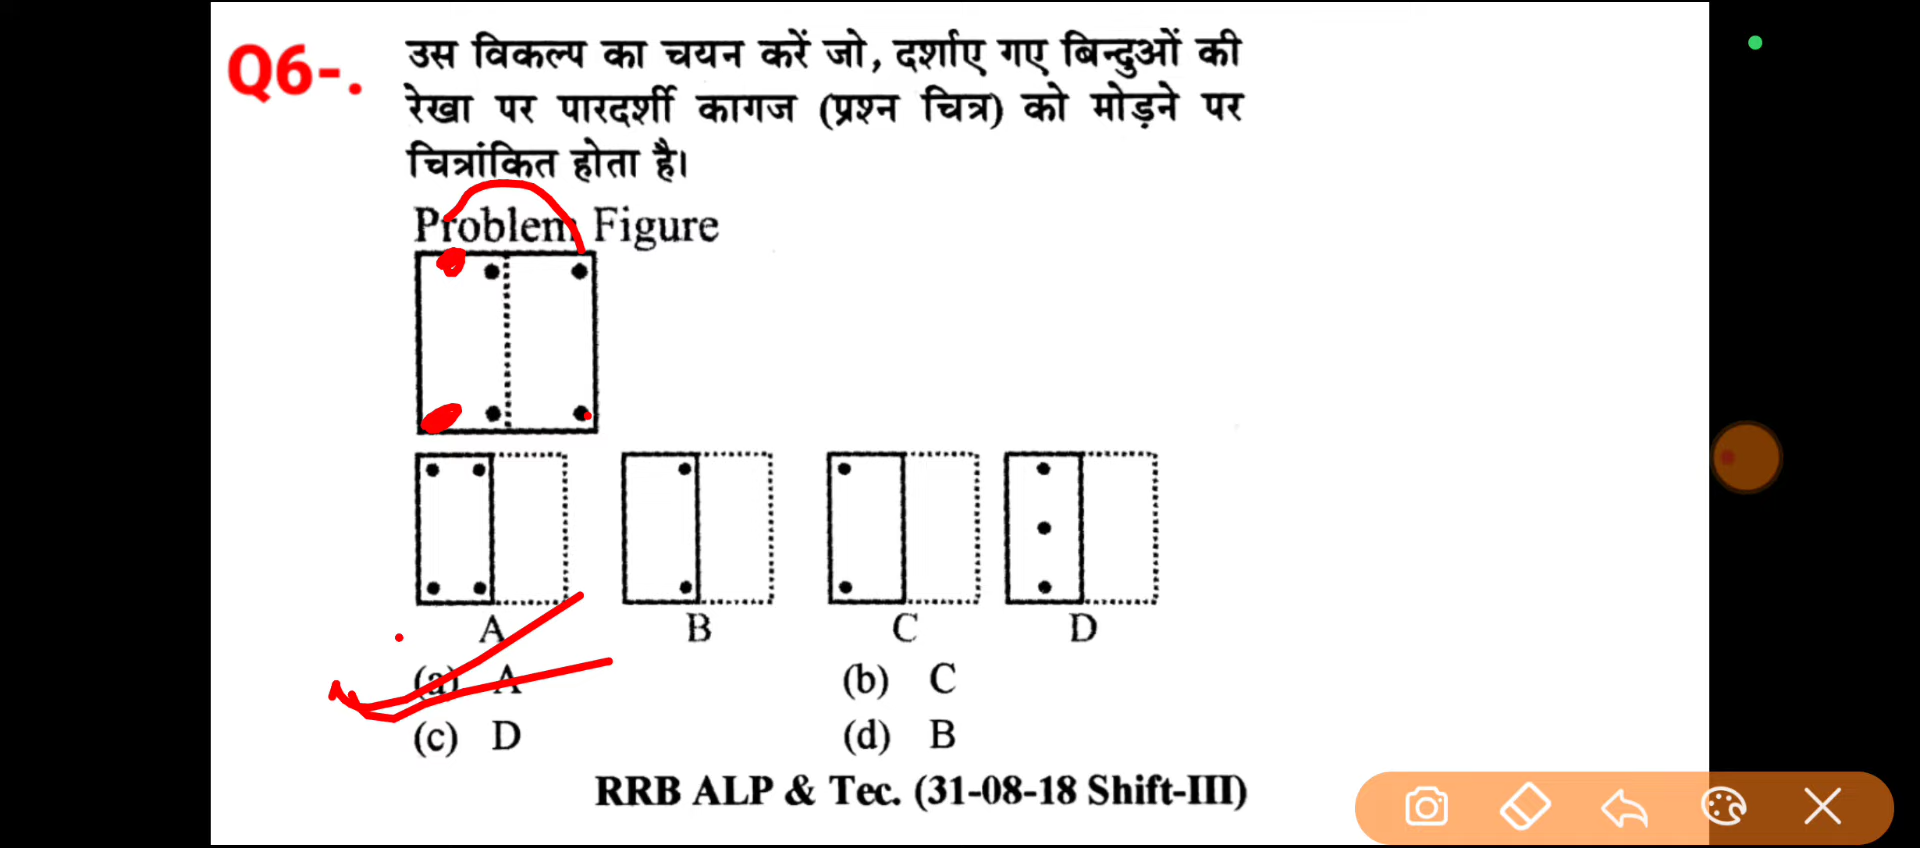 Q6-.
उस विकल्प का चयन करें जो, दर्शाए गए बिन्दुओं की
रेखा पर पारदर्शी कागज (प्रश्न चित्र) को मोड़ने पर
चित्रांकित होता है।
Problem Figure
A B C D
(a) A (b) C
(c) D (d) B
RRB ALP & Tec. (31-08-18 Shift-III)